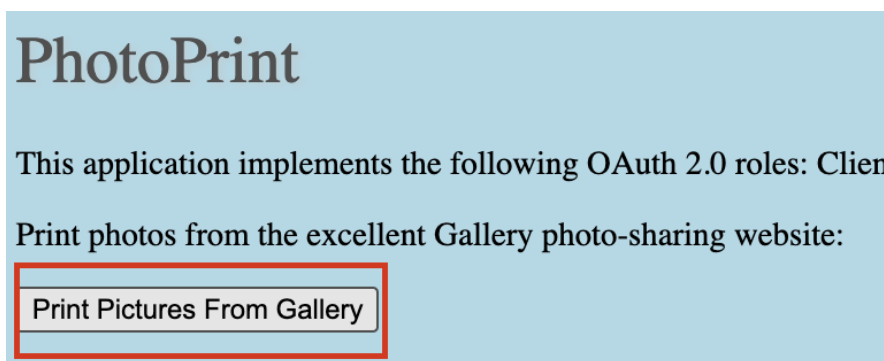 PhotoPrint
This application implements the following OAuth 2.0 roles: Clien
Print photos from the excellent Gallery photo-sharing website:
Print Pictures From Gallery